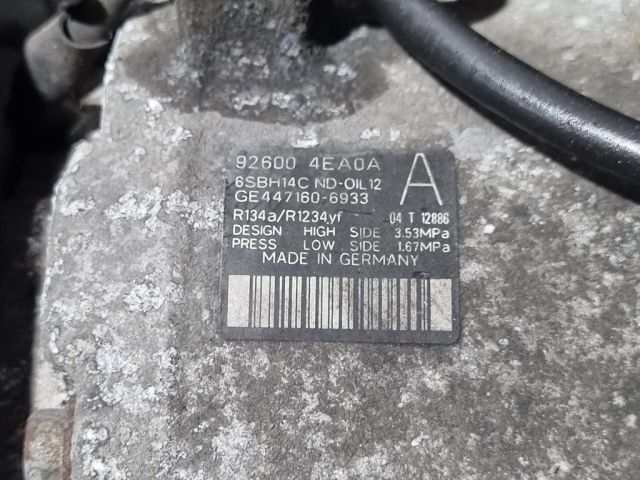 92600 4EA0A
6SBH14C ND-OIL12
A
GE447160-6933
R134a/R1234yf 04 T 12886
DESIGN HIGH SIDE 3.53MPa
PRESS LOW SIDE 1.67MPa
MADE IN GERMANY